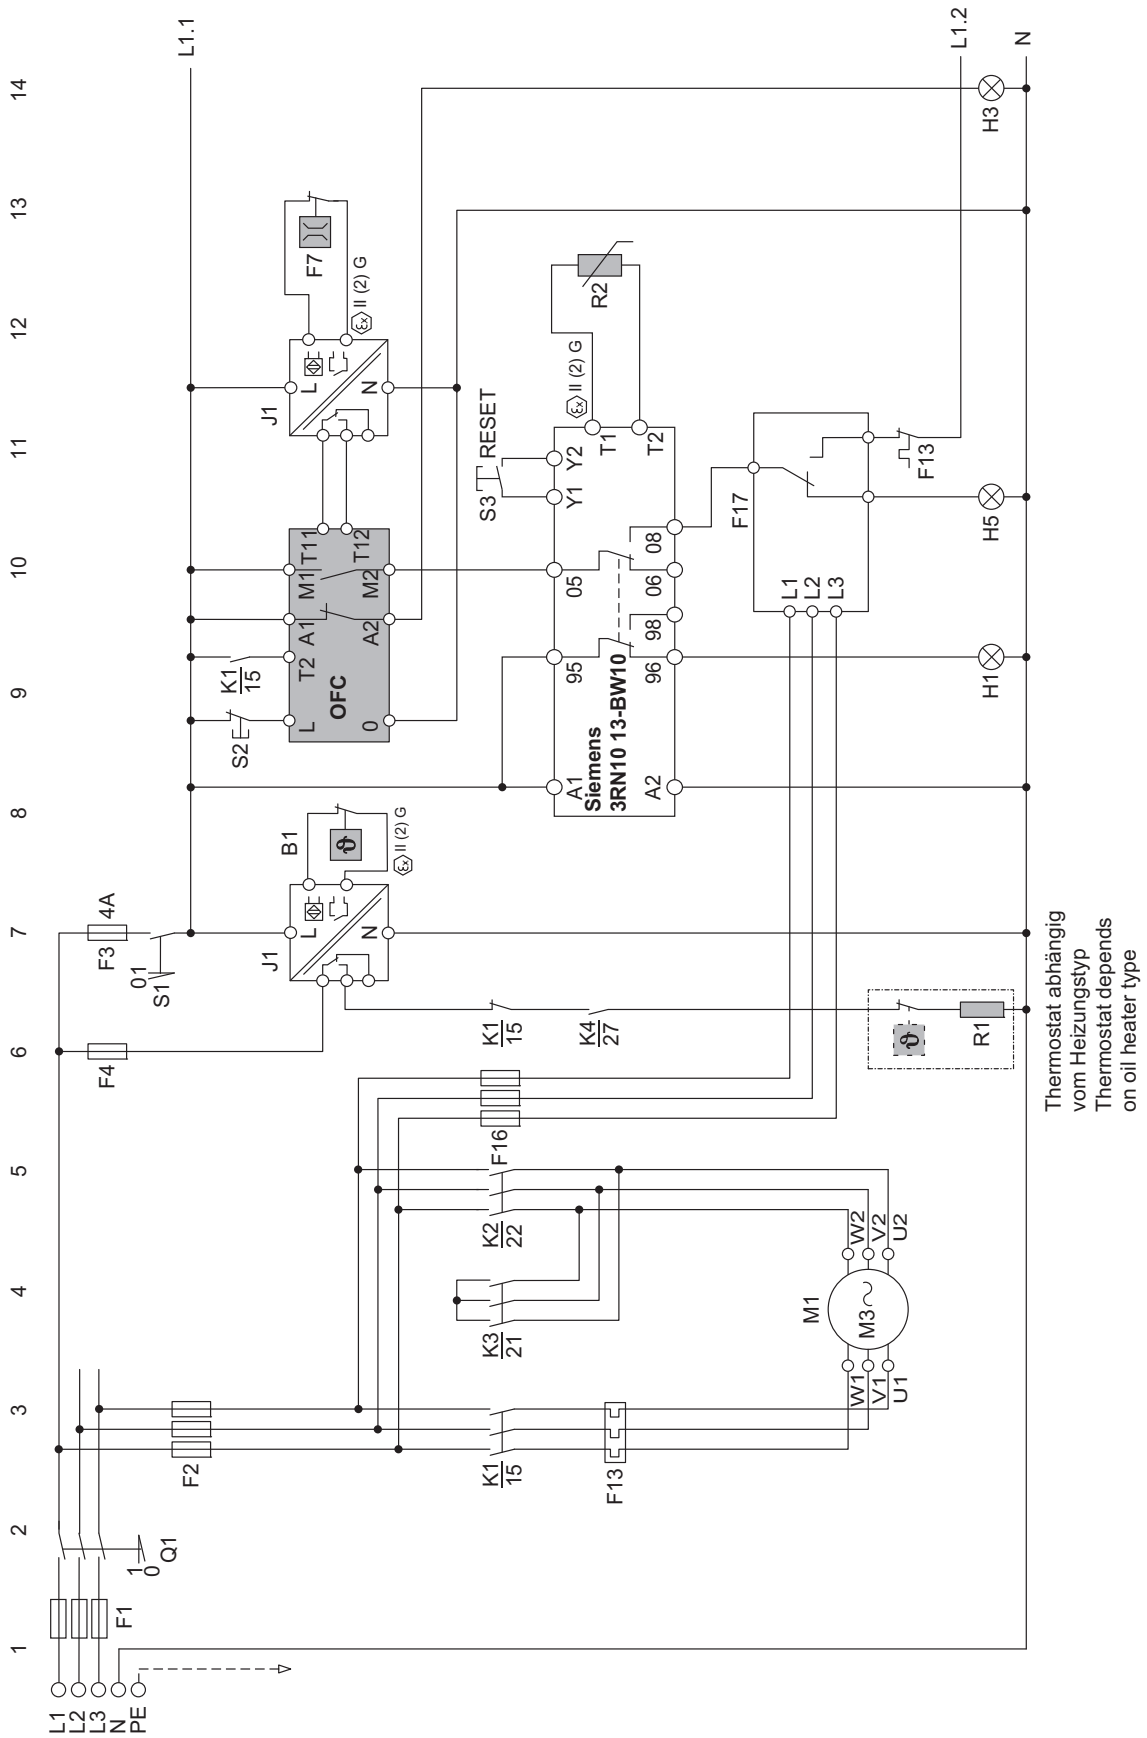 1 2 3 4 5 6 7 8 9 10 11 12 13 14
L1
L2
L3
N
PE
F1
1
0
Q1
F2
K1
15
F13
M1
M3
W1
V1
U1
W2
V2
U2
K3
21
K2
22
F16
F4
F3
4A
01
S1
J1
L
N
B1
ϑ
Ex II (2) G
K1
15
K4
27
ϑ
R1
Thermostat abhängig
vom Heizungstyp
Thermostat depends
on oil heater type
L1.1
S2
K1
15
L
T2
A1
M1
T11
OFC
0
A2
M2
T12
J1
L
N
F7
Ex II (2) G
A1
95
05
Y1
Y2
T1
T2
Siemens
3RN10 13-BW10
A2
96
98
06
08
S3
RESET
Ex II (2) G
R2
F17
L1
L2
L3
F13
H1
H5
H3
L1.2
N